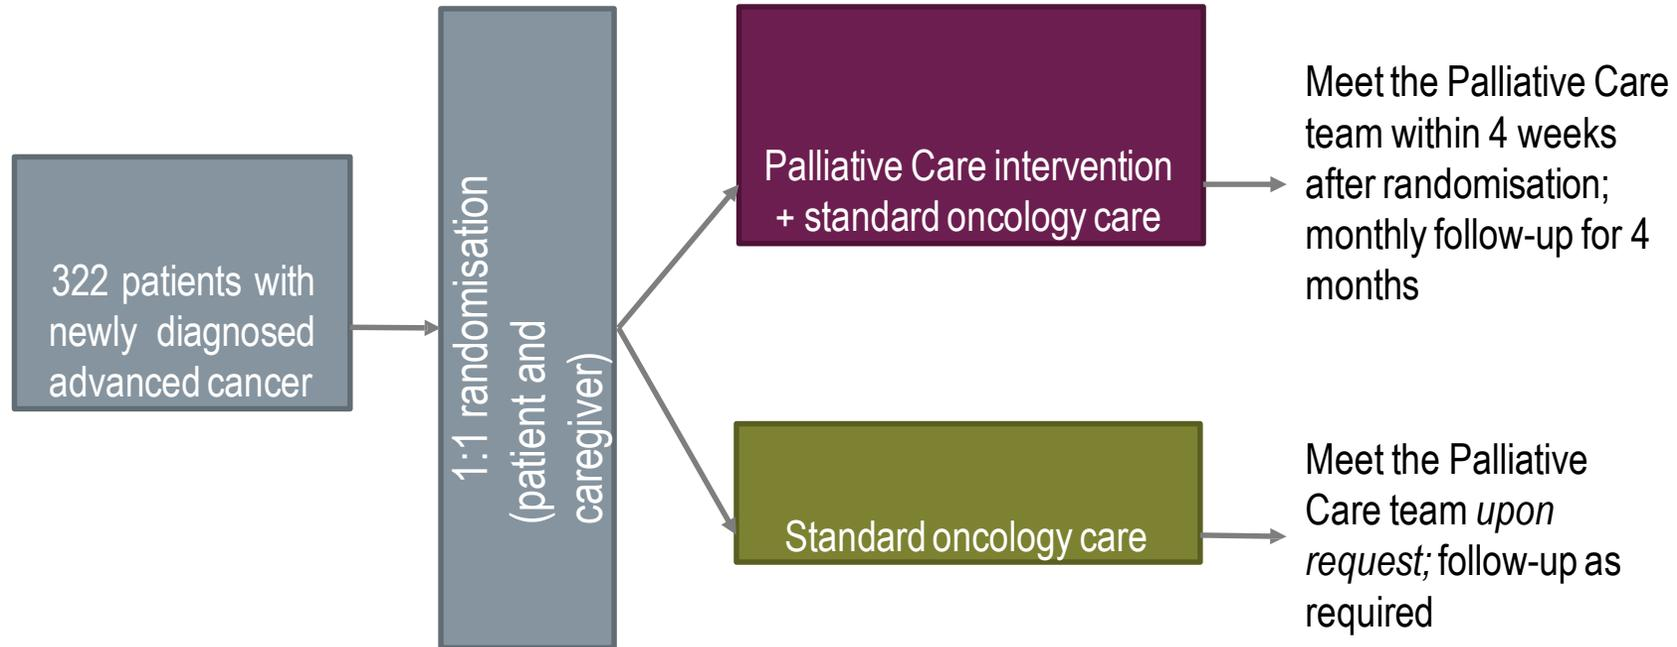 322 patients with
newly diagnosed
advanced cancer
1:1 randomisation
(patient and
caregiver)
Palliative Care intervention
+ standard oncology care
Meet the Palliative Care
team within 4 weeks
after randomisation;
monthly follow-up for 4
months
Standard oncology care
Meet the Palliative
Care team upon
request; follow-up as
required